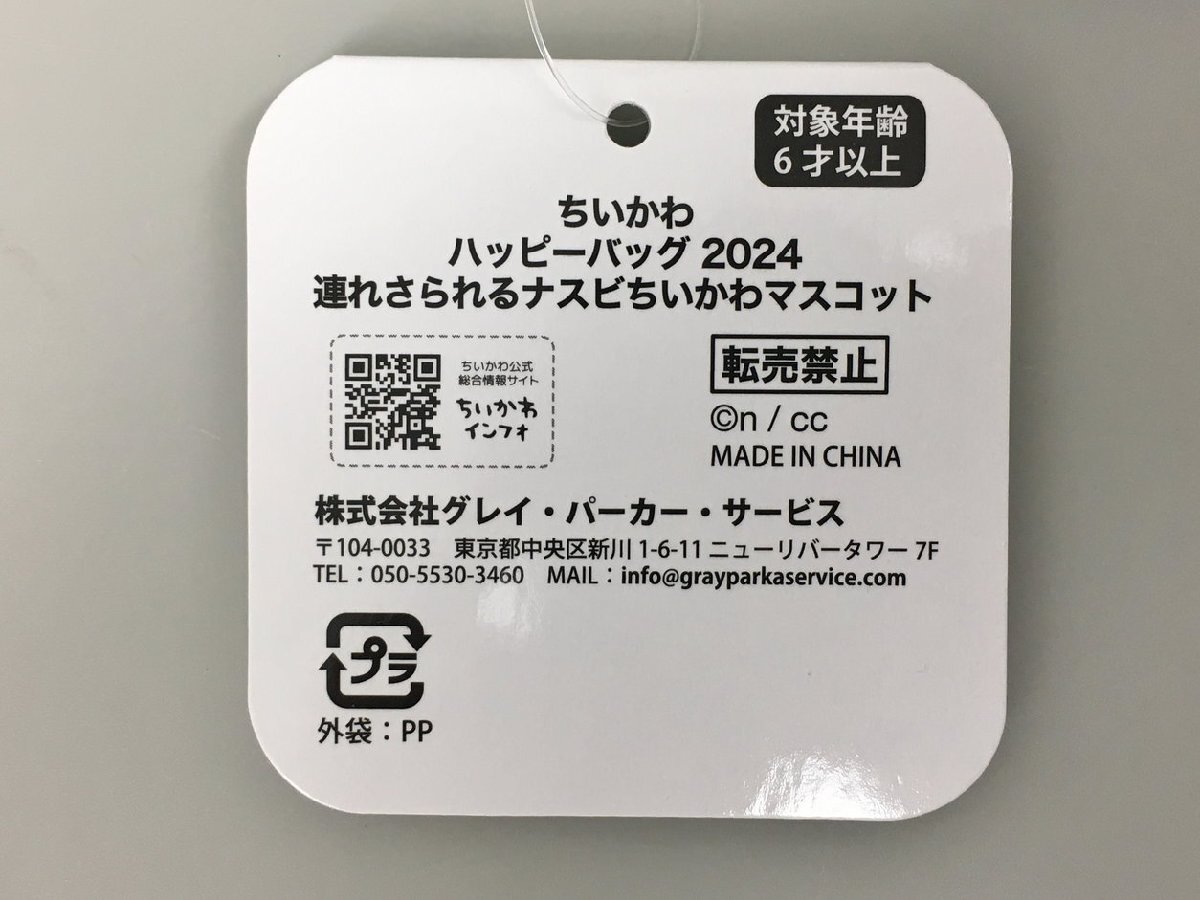 対象年齢
6才以上
ちいかわ
ハッピーバッグ 2024
連れさられるナスビちいかわマスコット
ちいかわ公式
総合情報サイト
ちいかわ
インフォ
転売禁止
©n / cc
MADE IN CHINA
株式会社グレイ・パーカー・サービス
〒104-0033 東京都中央区新川1-6-11 ニューリバータワー 7F
TEL:050-5530-3460 MAIL:info@grayparkaservice.com
プラ
外袋:PP